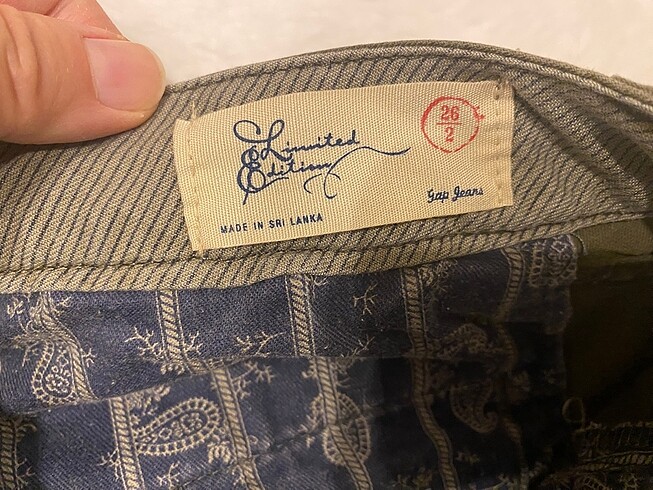 Limited
Edition
26
2
Gap Jeans
MADE IN SRI LANKA